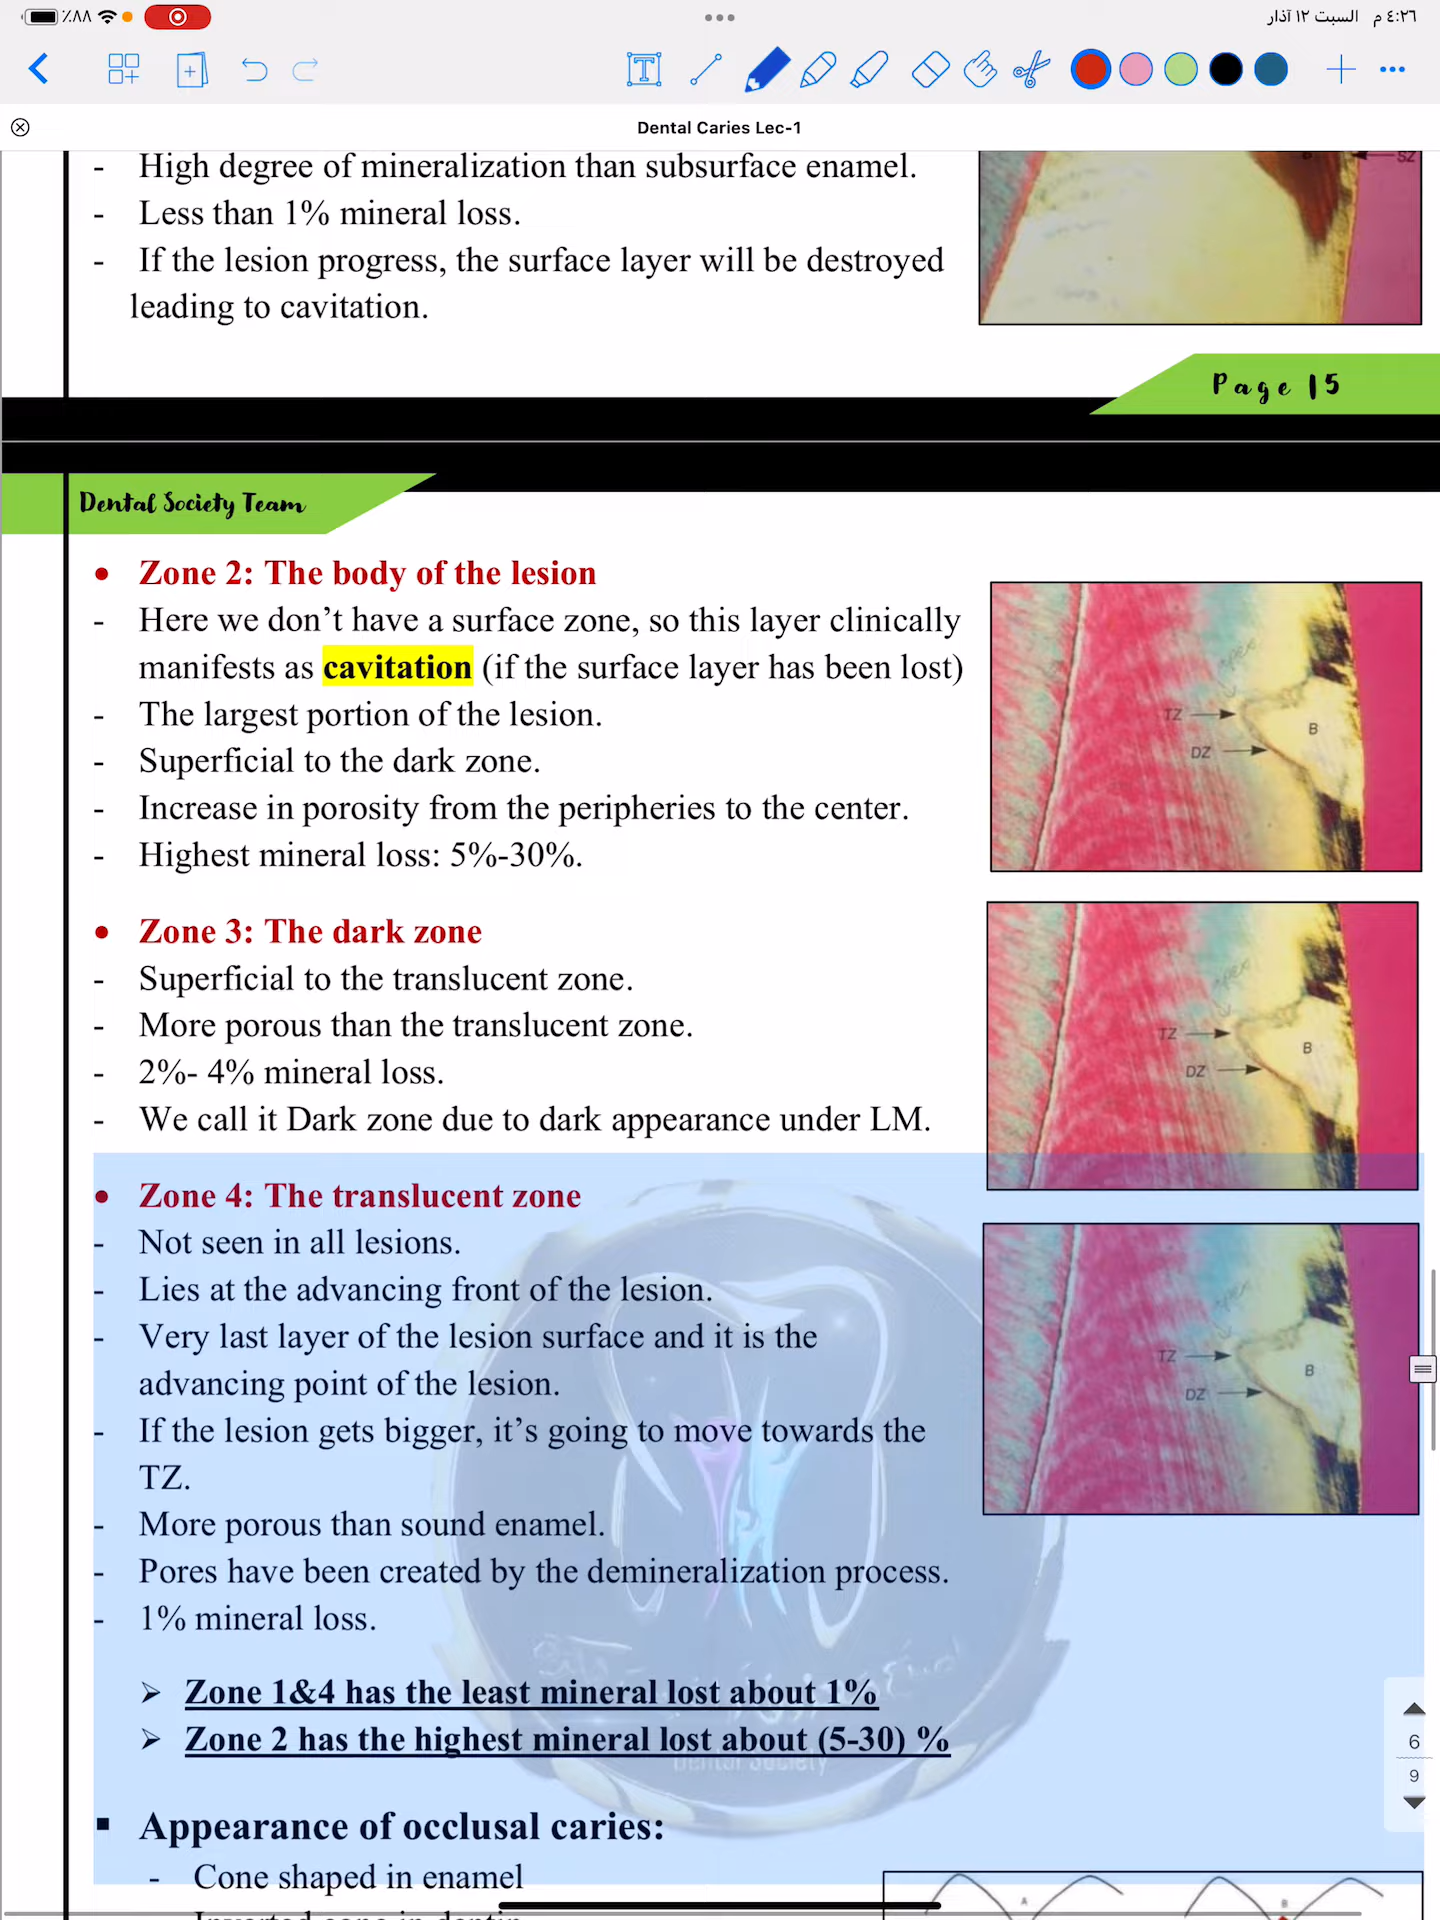 ٪٨٨
السبت ١٢ آذار ٤:٢٦ م
Dental Caries Lec-1
- High degree of mineralization than subsurface enamel.
- Less than 1% mineral loss.
- If the lesion progress, the surface layer will be destroyed
leading to cavitation.
SZ
Page 15
Dental Society Team
• Zone 2: The body of the lesion
- Here we don’t have a surface zone, so this layer clinically
manifests as cavitation (if the surface layer has been lost)
- The largest portion of the lesion.
- Superficial to the dark zone.
- Increase in porosity from the peripheries to the center.
- Highest mineral loss: 5%-30%.
apex
TZ
B
DZ
• Zone 3: The dark zone
- Superficial to the translucent zone.
- More porous than the translucent zone.
- 2%- 4% mineral loss.
- We call it Dark zone due to dark appearance under LM.
apex
TZ
B
DZ
• Zone 4: The translucent zone
- Not seen in all lesions.
- Lies at the advancing front of the lesion.
- Very last layer of the lesion surface and it is the
advancing point of the lesion.
- If the lesion gets bigger, it’s going to move towards the
TZ.
- More porous than sound enamel.
- Pores have been created by the demineralization process.
- 1% mineral loss.
apex
TZ
B
DZ
➢ Zone 1&4 has the least mineral lost about 1%
➢ Zone 2 has the highest mineral lost about (5-30) %
Dental Society
6
9
▪ Appearance of occlusal caries:
- Cone shaped in enamel
A
B